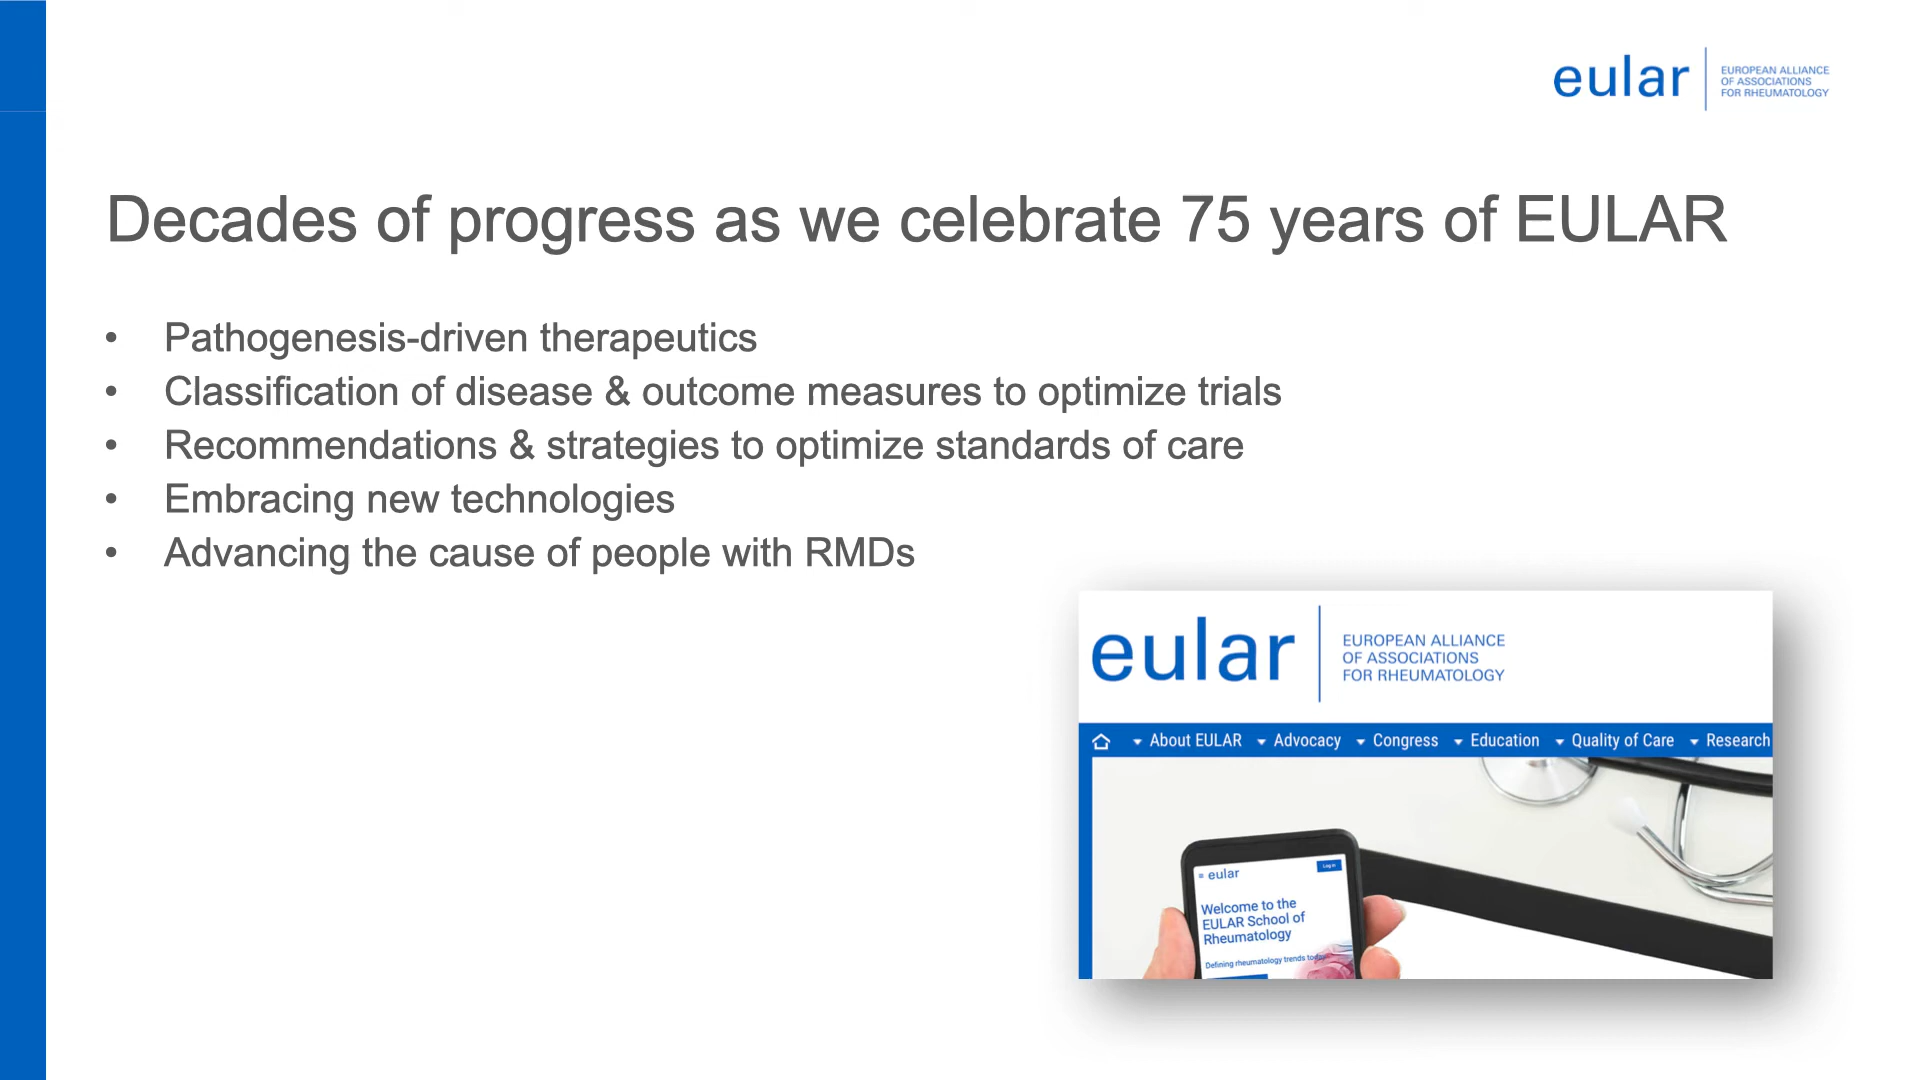 eular
EUROPEAN ALLIANCE
OF ASSOCIATIONS
FOR RHEUMATOLOGY
Decades of progress as we celebrate 75 years of EULAR
• Pathogenesis-driven therapeutics
• Classification of disease & outcome measures to optimize trials
• Recommendations & strategies to optimize standards of care
• Embracing new technologies
• Advancing the cause of people with RMDs
eular
EUROPEAN ALLIANCE
OF ASSOCIATIONS
FOR RHEUMATOLOGY
About EULAR Advocacy Congress Education Quality of Care Research
eular Log in
Welcome to the
EULAR School of
Rheumatology
Defining rheumatology trends today